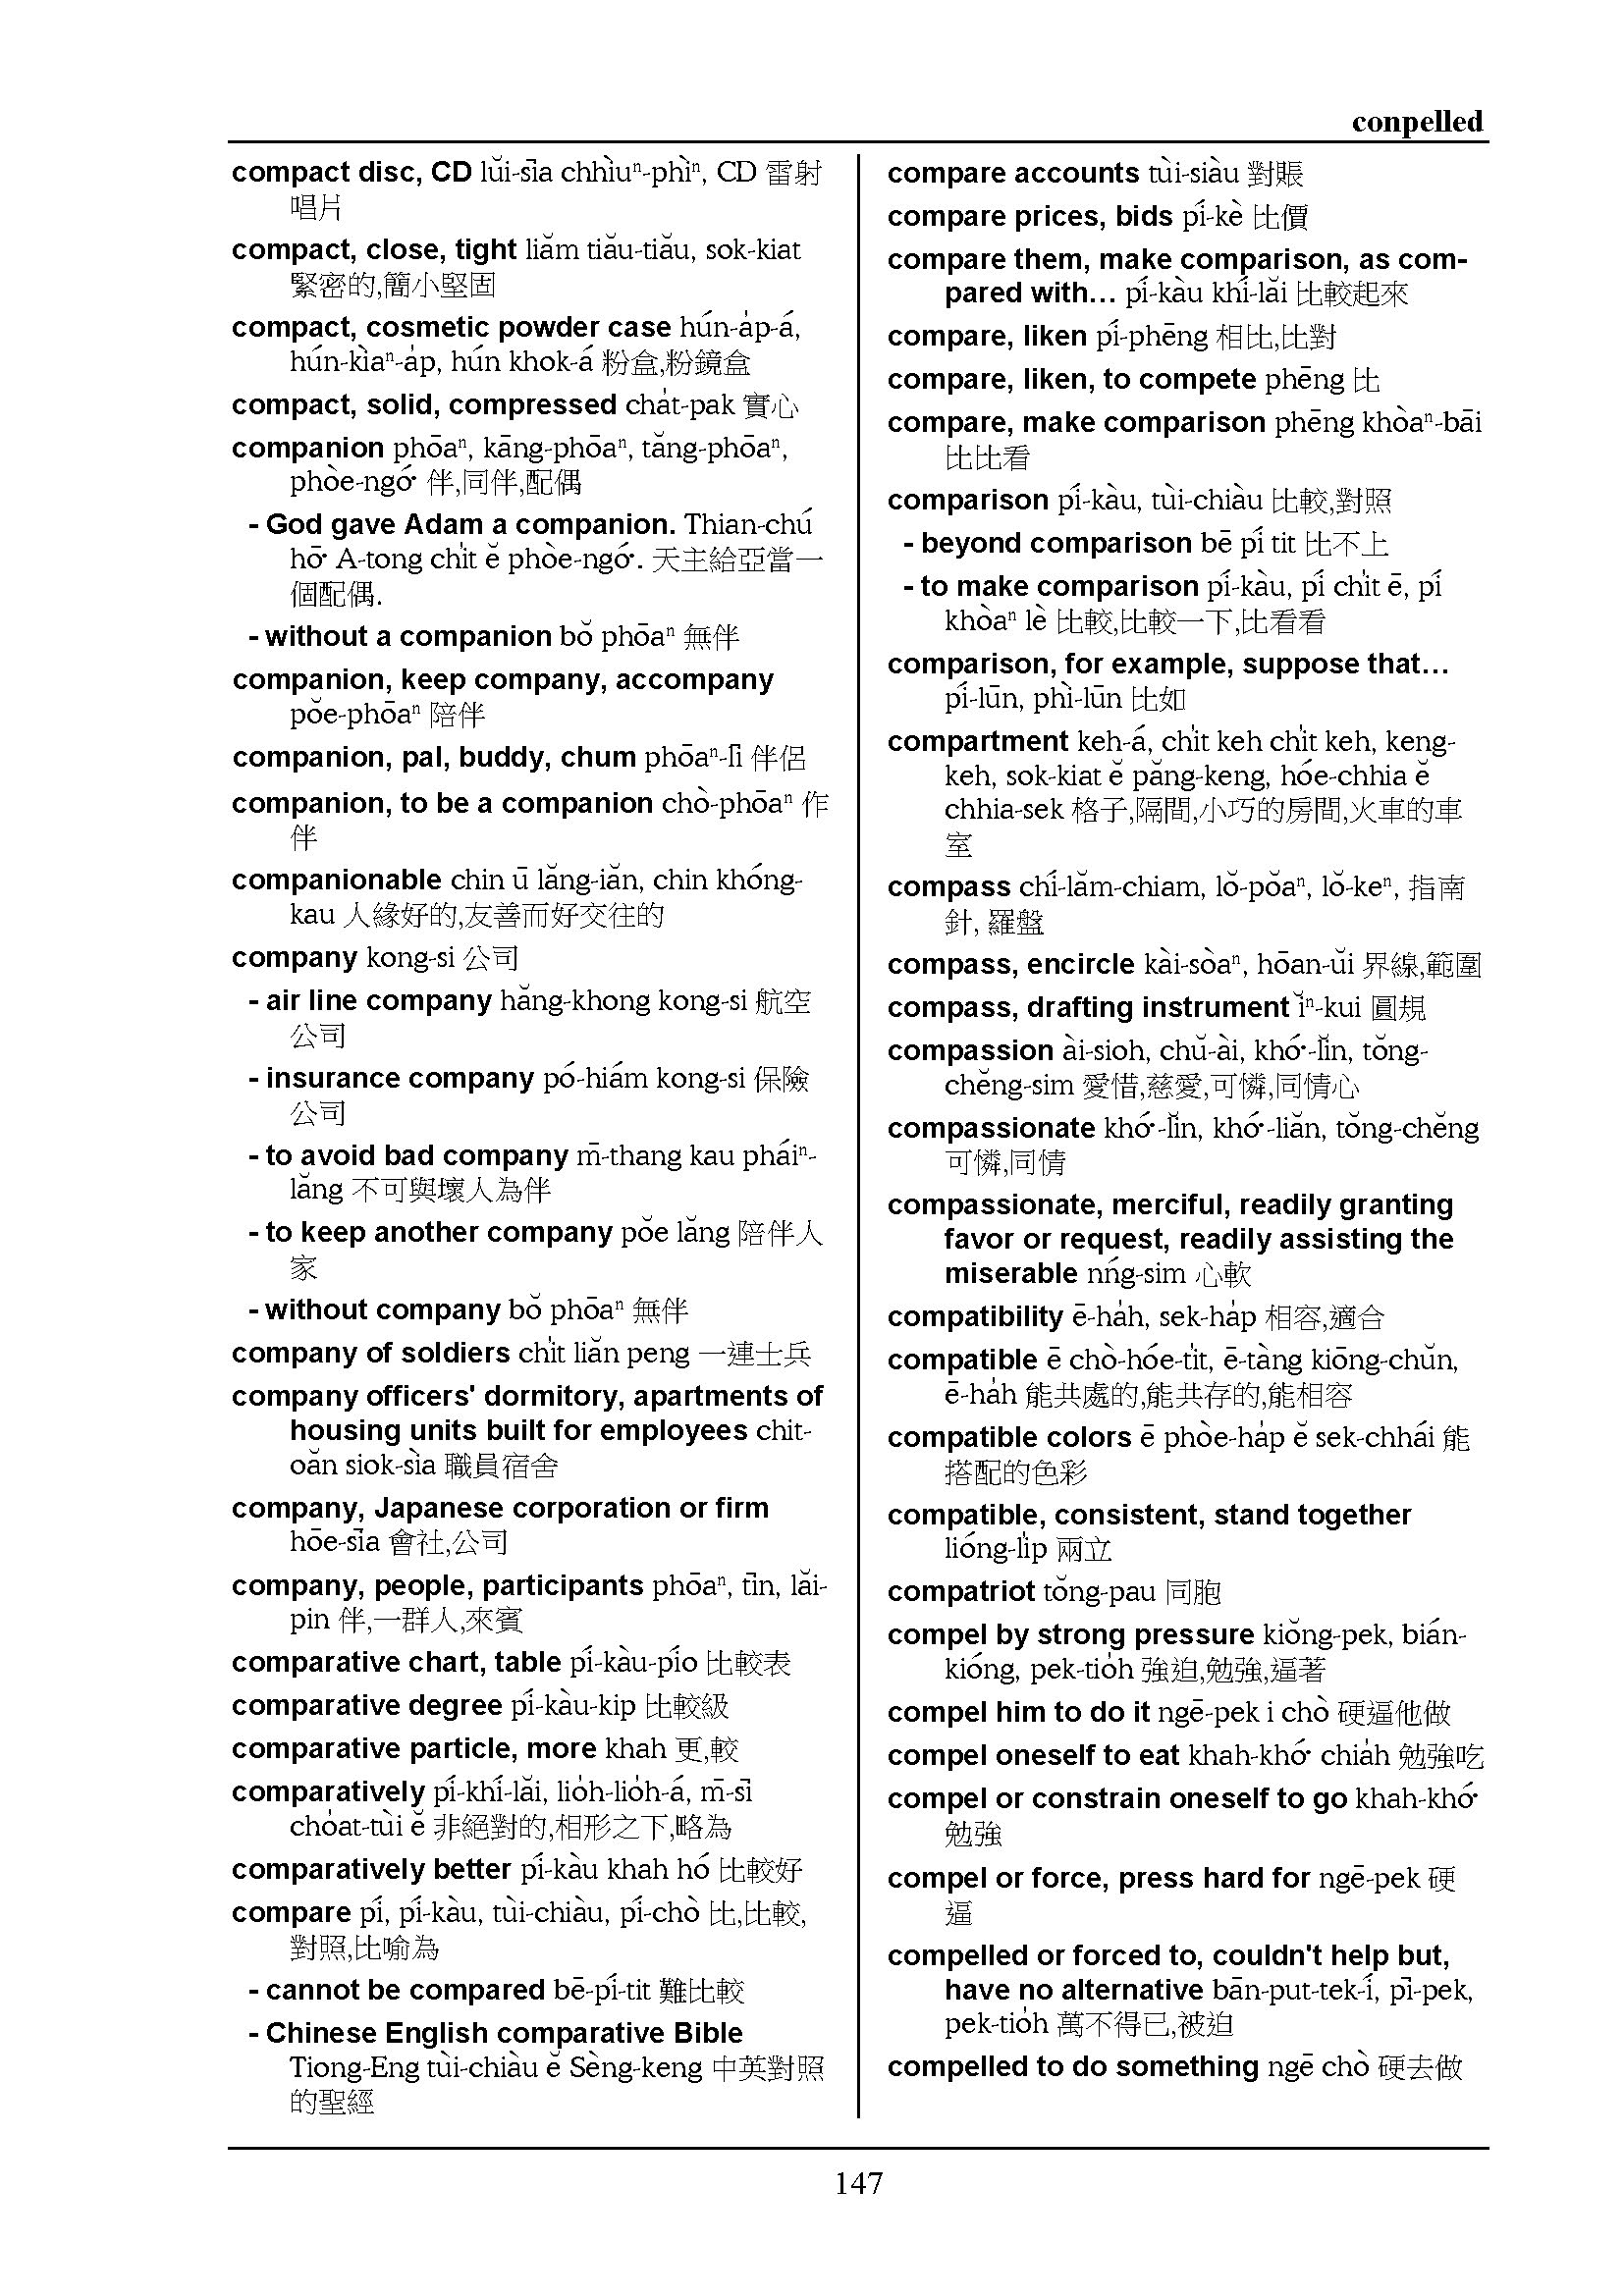 conpelled
compact disc, CD lŭi-sīa chhìuⁿ-phìⁿ, CD 雷射
唱片
compact, close, tight liăm tiău-tiău, sok-kiat
緊密的,簡小堅固
compact, cosmetic powder case hún-a̍p-á,
hún-kìaⁿ-a̍p, hún khok-á 粉盒,粉鏡盒
compact, solid, compressed cha̍t-pak 實心
companion phōaⁿ, kāng-phōaⁿ, tăng-phōaⁿ,
phòe-ngó͘ 伴,同伴,配偶
- God gave Adam a companion. Thian-chú
hō͘ A-tong chi̍t ĕ phòe-ngó͘. 天主給亞當一
個配偶.
- without a companion bŏ phōaⁿ 無伴
companion, keep company, accompany
pŏe-phōaⁿ 陪伴
companion, pal, buddy, chum phōaⁿ-lī 伴侶
companion, to be a companion chò-phōaⁿ 作
伴
companionable chin ū lăng-iăn, chin khóng-
kau 人緣好的,友善而好交往的
company kong-si 公司
- air line company hăng-khong kong-si 航空
公司
- insurance company pó-hiám kong-si 保險
公司
- to avoid bad company m̄-thang kau pháiⁿ-
lăng 不可與壞人為伴
- to keep another company pŏe lăng 陪伴人
家
- without company bŏ phōaⁿ 無伴
company of soldiers chi̍t liăn peng 一連士兵
company officers' dormitory, apartments of
housing units built for employees chit-
oăn siok-sìa 職員宿舍
company, Japanese corporation or firm
hōe-sīa 會社,公司
company, people, participants phōaⁿ, tīn, lăi-
pin 伴,一群人,來賓
comparative chart, table pí-kàu-pío 比較表
comparative degree pí-kàu-kip 比較級
comparative particle, more khah 更,較
comparatively pí-khí-lăi, lio̍h-lio̍h-á, m̄-sī
cho̍at-tùi ĕ 非絕對的,相形之下,略為
comparatively better pí-kàu khah hó 比較好
compare pí, pí-kàu, tùi-chiàu, pí-chò 比,比較,
對照,比喻為
- cannot be compared bē-pí-tit 難比較
- Chinese English comparative Bible
Tiong-Eng tùi-chiàu ĕ Sèng-keng 中英對照
的聖經
compare accounts tùi-siàu 對賬
compare prices, bids pí-kè 比價
compare them, make comparison, as com-
pared with… pí-kàu khí-lăi 比較起來
compare, liken pí-phēng 相比,比對
compare, liken, to compete phēng 比
compare, make comparison phēng khòaⁿ-bāi
比比看
comparison pí-kàu, tùi-chiàu 比較,對照
- beyond comparison bē pí tit 比不上
- to make comparison pí-kàu, pí chi̍t ē, pí
khòaⁿ lè 比較,比較一下,比看看
comparison, for example, suppose that…
pí-lūn, phì-lūn 比如
compartment keh-á, chi̍t keh chi̍t keh, keng-
keh, sok-kiat ĕ păng-keng, hóe-chhia ĕ
chhia-sek 格子,隔間,小巧的房間,火車的車
室
compass chí-lăm-chiam, lŏ-pŏaⁿ, lŏ-keⁿ, 指南
針, 羅盤
compass, encircle kài-sòaⁿ, hōan-ŭi 界線,範圍
compass, drafting instrument ĭⁿ-kui 圓規
compassion ài-sioh, chŭ-ài, khó͘-lĭn, tŏng-
chĕng-sim 愛惜,慈愛,可憐,同情心
compassionate khó͘-lĭn, khó͘-liăn, tŏng-chĕng
可憐,同情
compassionate, merciful, readily granting
favor or request, readily assisting the
miserable nńg-sim 心軟
compatibility ē-ha̍h, sek-ha̍p 相容,適合
compatible ē chò-hóe-ti̍t, ē-tàng kiōng-chŭn,
ē-ha̍h 能共處的,能共存的,能相容
compatible colors ē phòe-ha̍p ĕ sek-chhái 能
搭配的色彩
compatible, consistent, stand together
lióng-li̍p 兩立
compatriot tŏng-pau 同胞
compel by strong pressure kiŏng-pek, bián-
kióng, pek-tio̍h 強迫,勉強,逼著
compel him to do it ngē-pek i chò 硬逼他做
compel oneself to eat khah-khó͘ chia̍h 勉強吃
compel or constrain oneself to go khah-khó͘
勉強
compel or force, press hard for ngē-pek 硬
逼
compelled or forced to, couldn't help but,
have no alternative bān-put-tek-í, pī-pek,
pek-tio̍h 萬不得已,被迫
compelled to do something ngē chò 硬去做
147